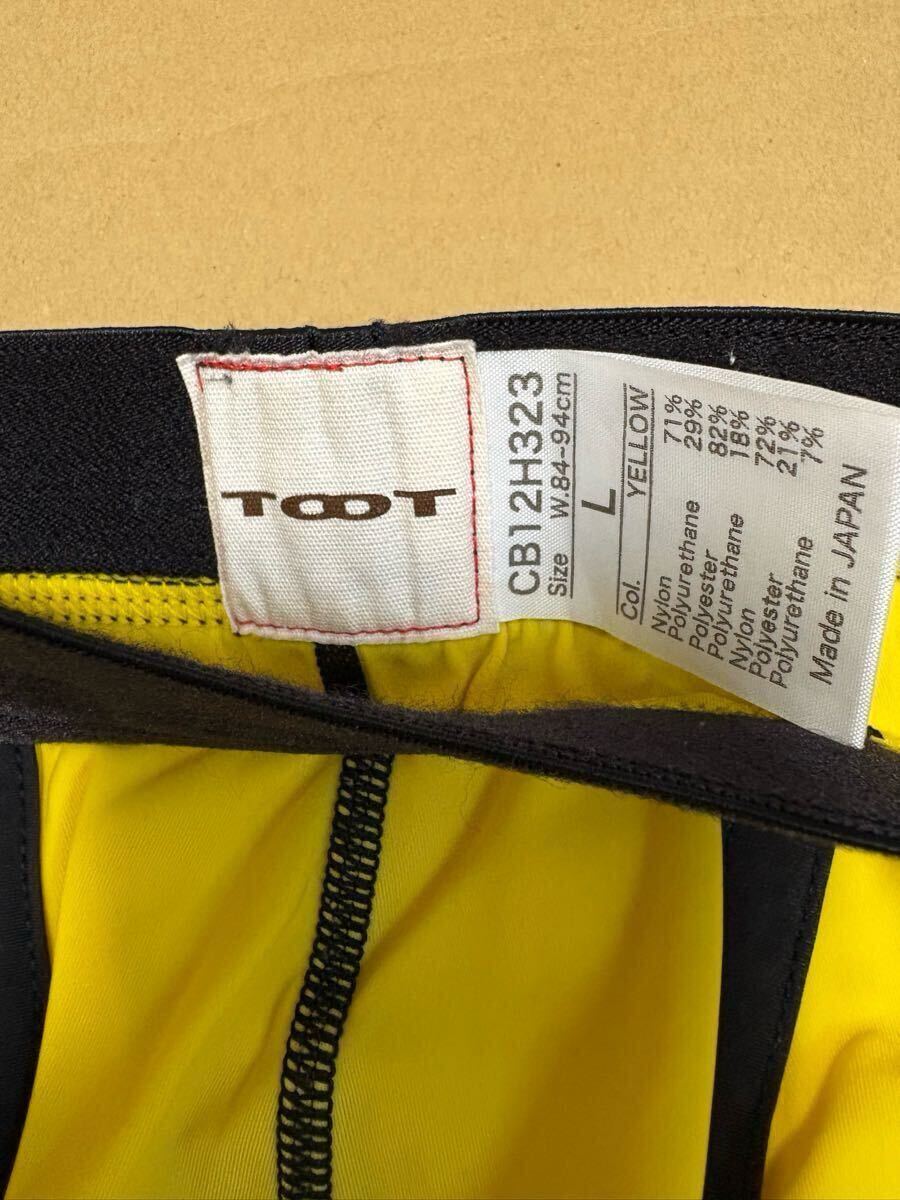 TOOT
CB12H323
Size W.84-94cm
L
Col. YELLOW
Nylon 71%
Polyurethane 29%
Polyester 82%
Polyurethane 18%
Nylon 72%
Polyester 21%
Polyurethane 7%
Made in JAPAN